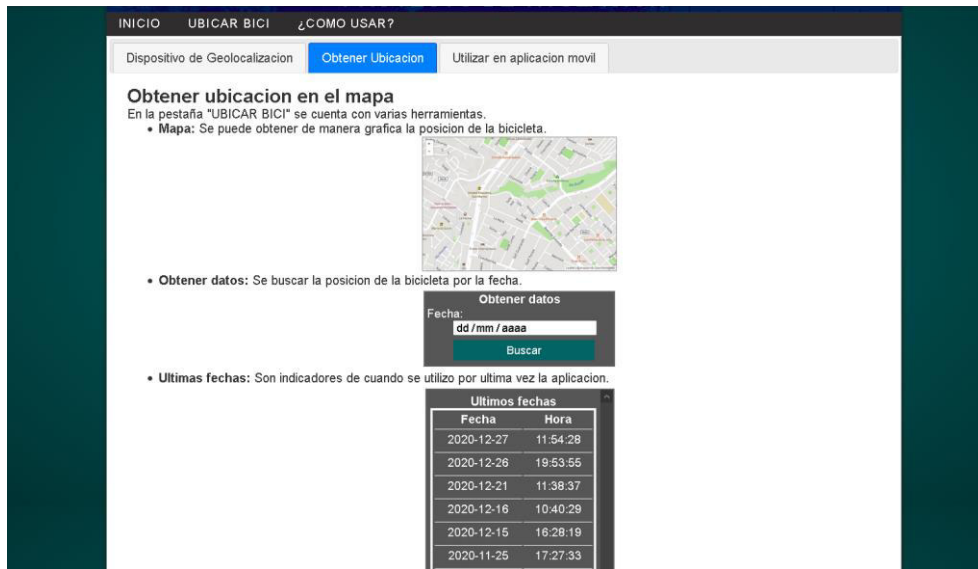 INICIO UBICAR BICI ¿COMO USAR?
Dispositivo de Geolocalizacion Obtener Ubicacion Utilizar en aplicacion movil
Obtener ubicacion en el mapa
En la pestaña "UBICAR BICI" se cuenta con varias herramientas.
• Mapa: Se puede obtener de manera grafica la posicion de la bicicleta.
• Obtener datos: Se buscar la posicion de la bicicleta por la fecha.
Obtener datos
Fecha:
dd/mm/aaaa
Buscar
• Ultimas fechas: Son indicadores de cuando se utilizo por ultima vez la aplicacion.
Ultimos fechas
Fecha Hora
2020-12-27 11:54:28
2020-12-26 19:53:55
2020-12-21 11:38:37
2020-12-16 10:40:29
2020-12-15 16:28:19
2020-11-25 17:27:33